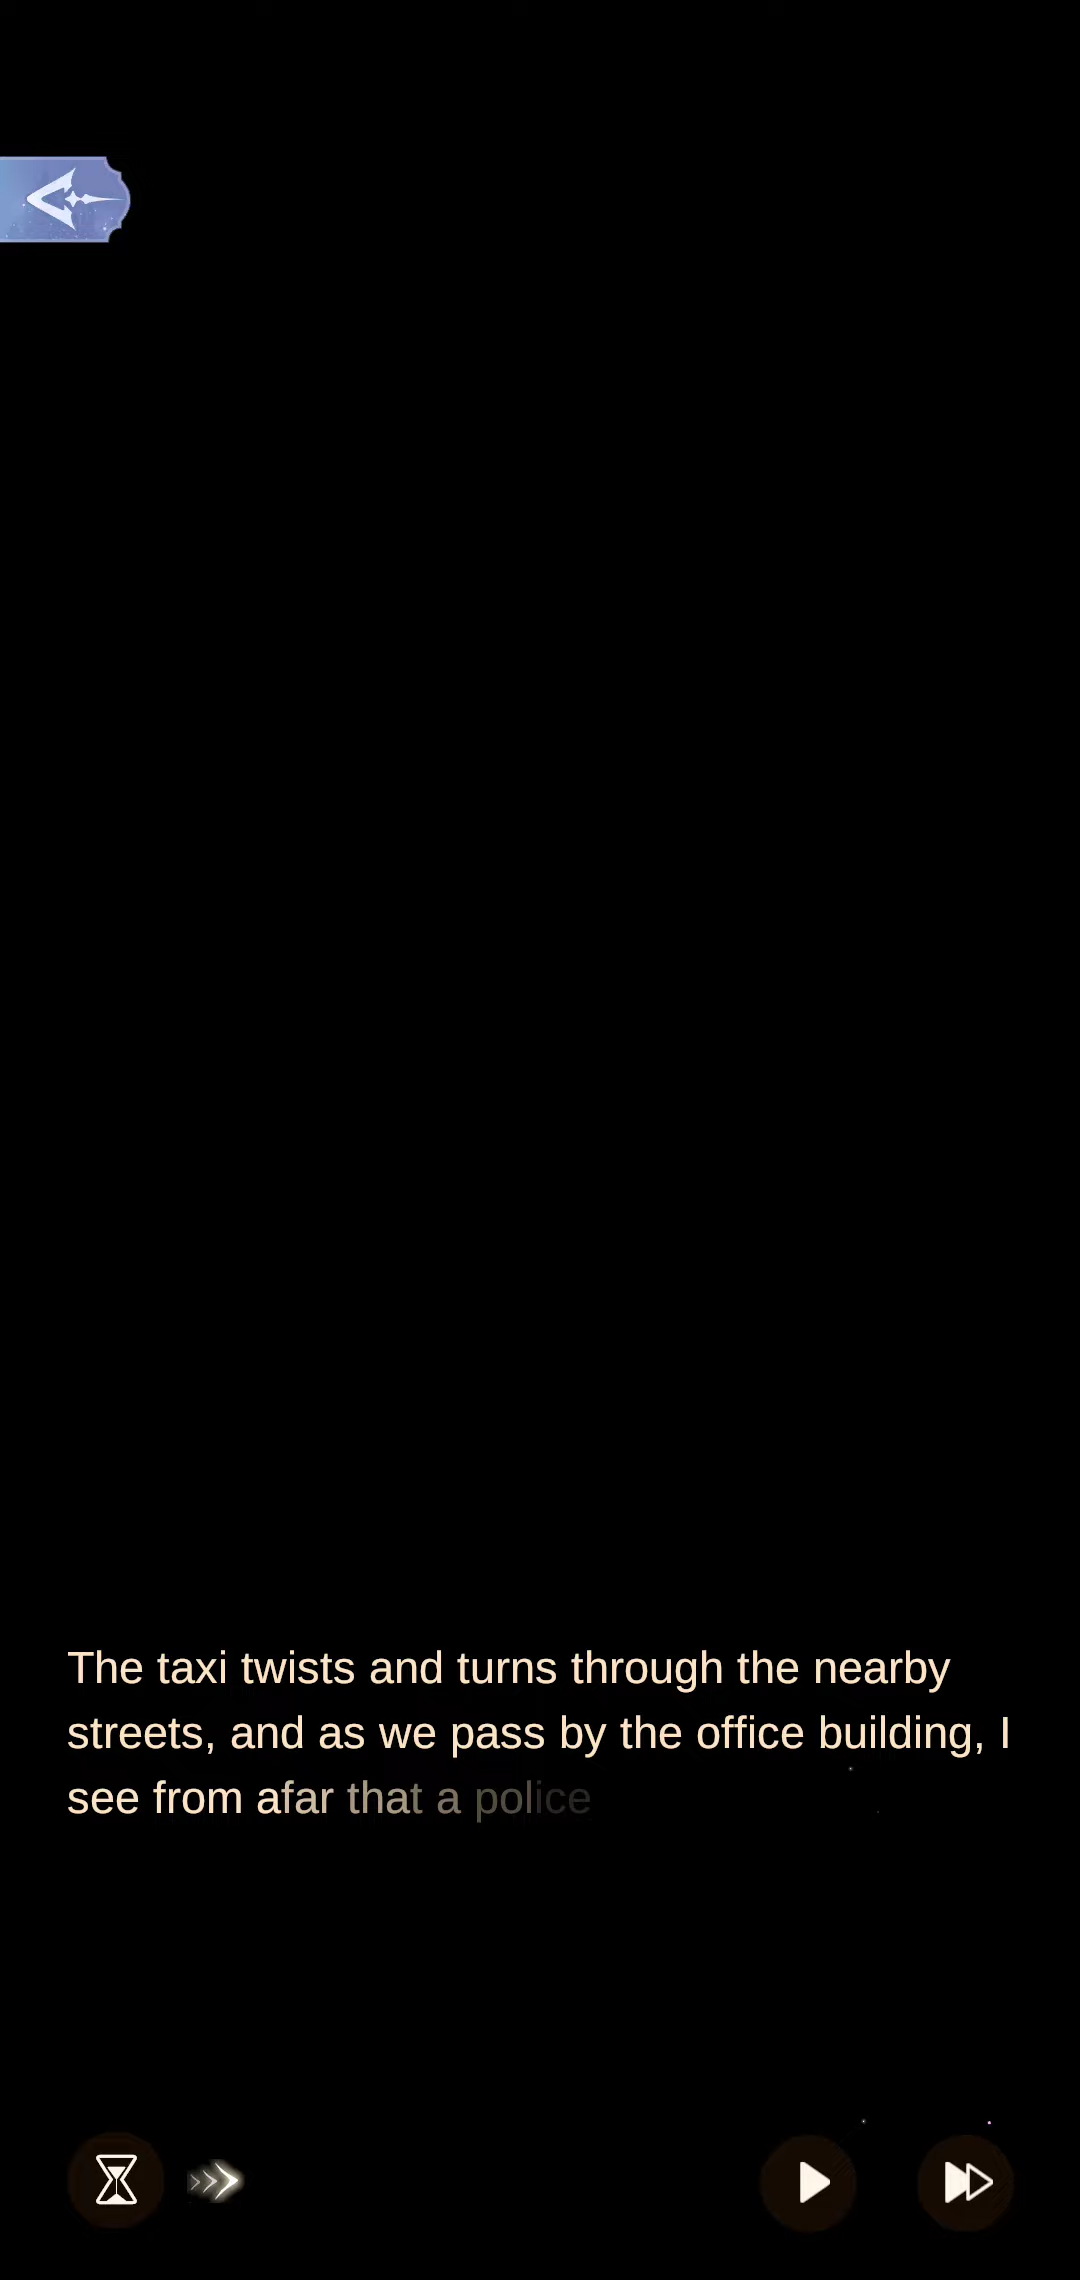 The taxi twists and turns through the nearby
streets, and as we pass by the office building, I
see from afar that a police